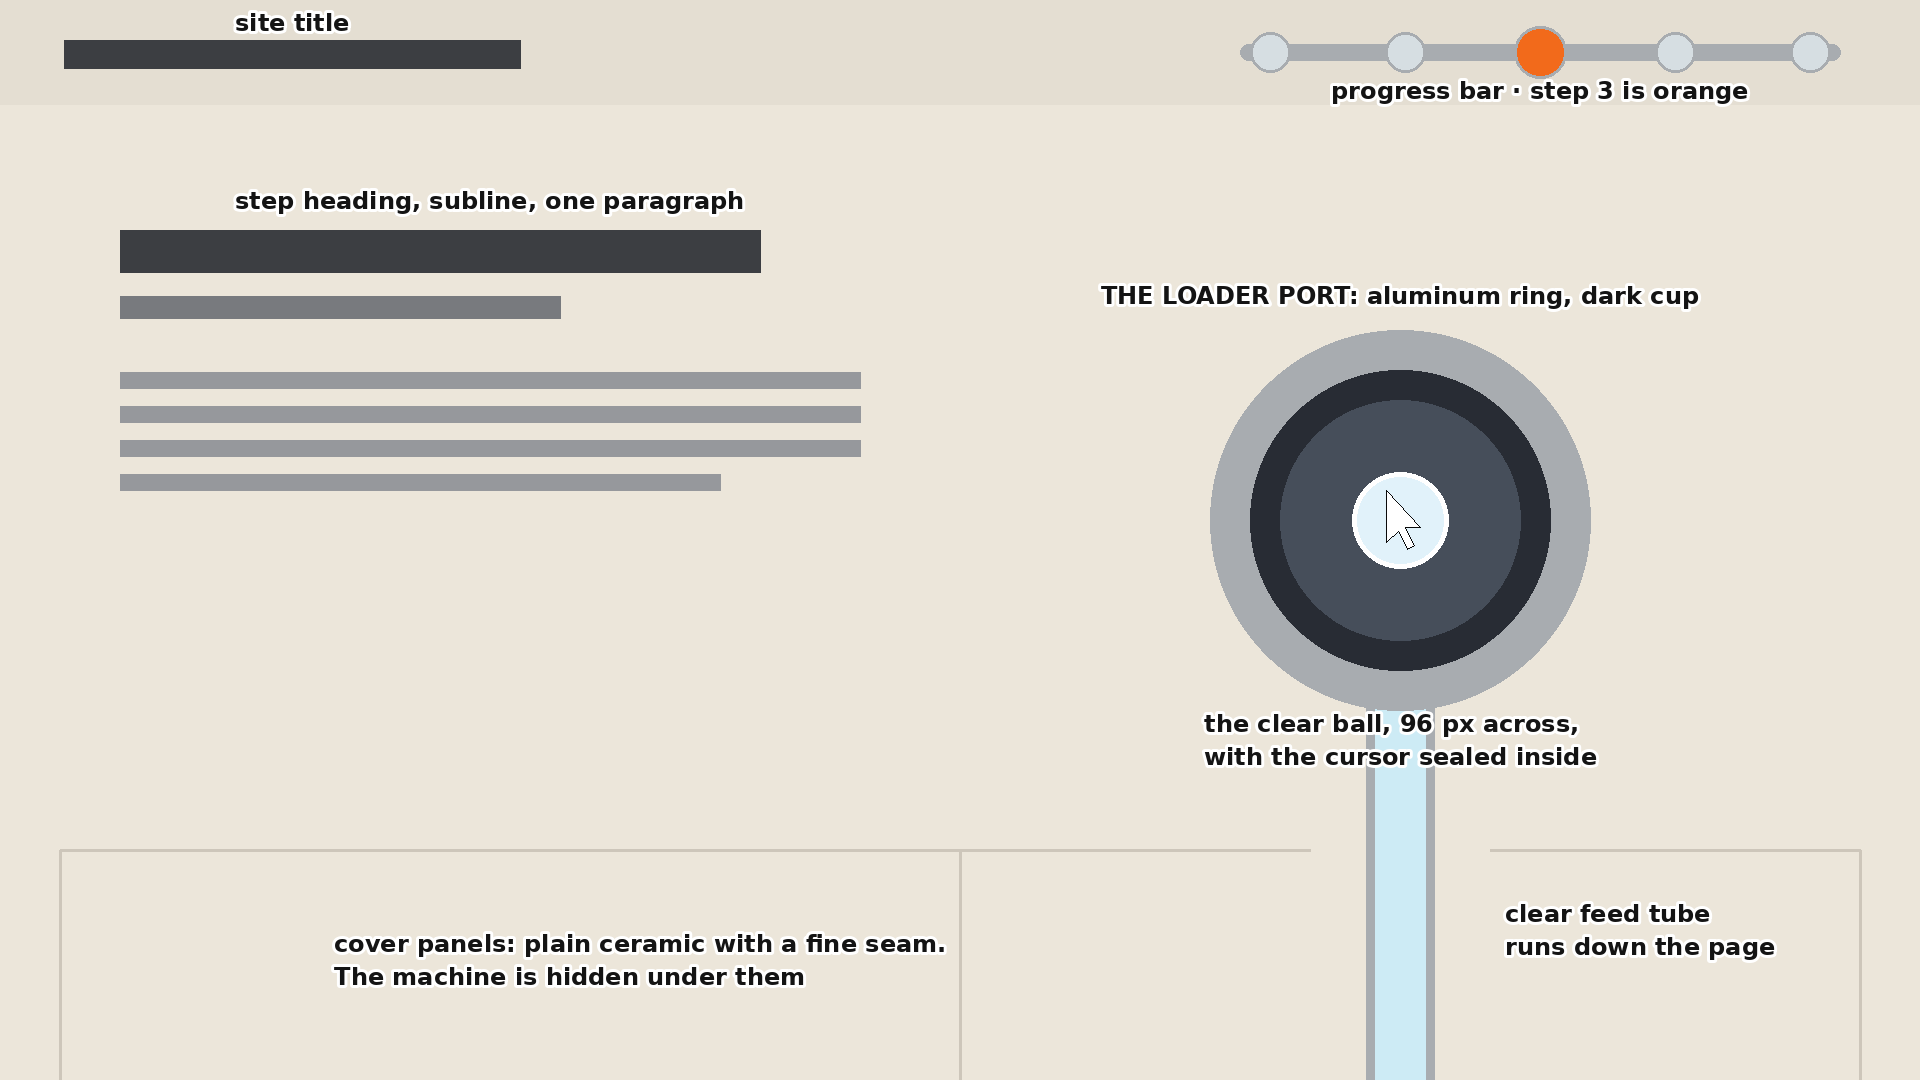 site title
progress bar · step 3 is orange
step heading, subline, one paragraph
THE LOADER PORT: aluminum ring, dark cup
the clear ball, 96 px across,
with the cursor sealed inside
clear feed tube
runs down the page
cover panels: plain ceramic with a fine seam.
The machine is hidden under them